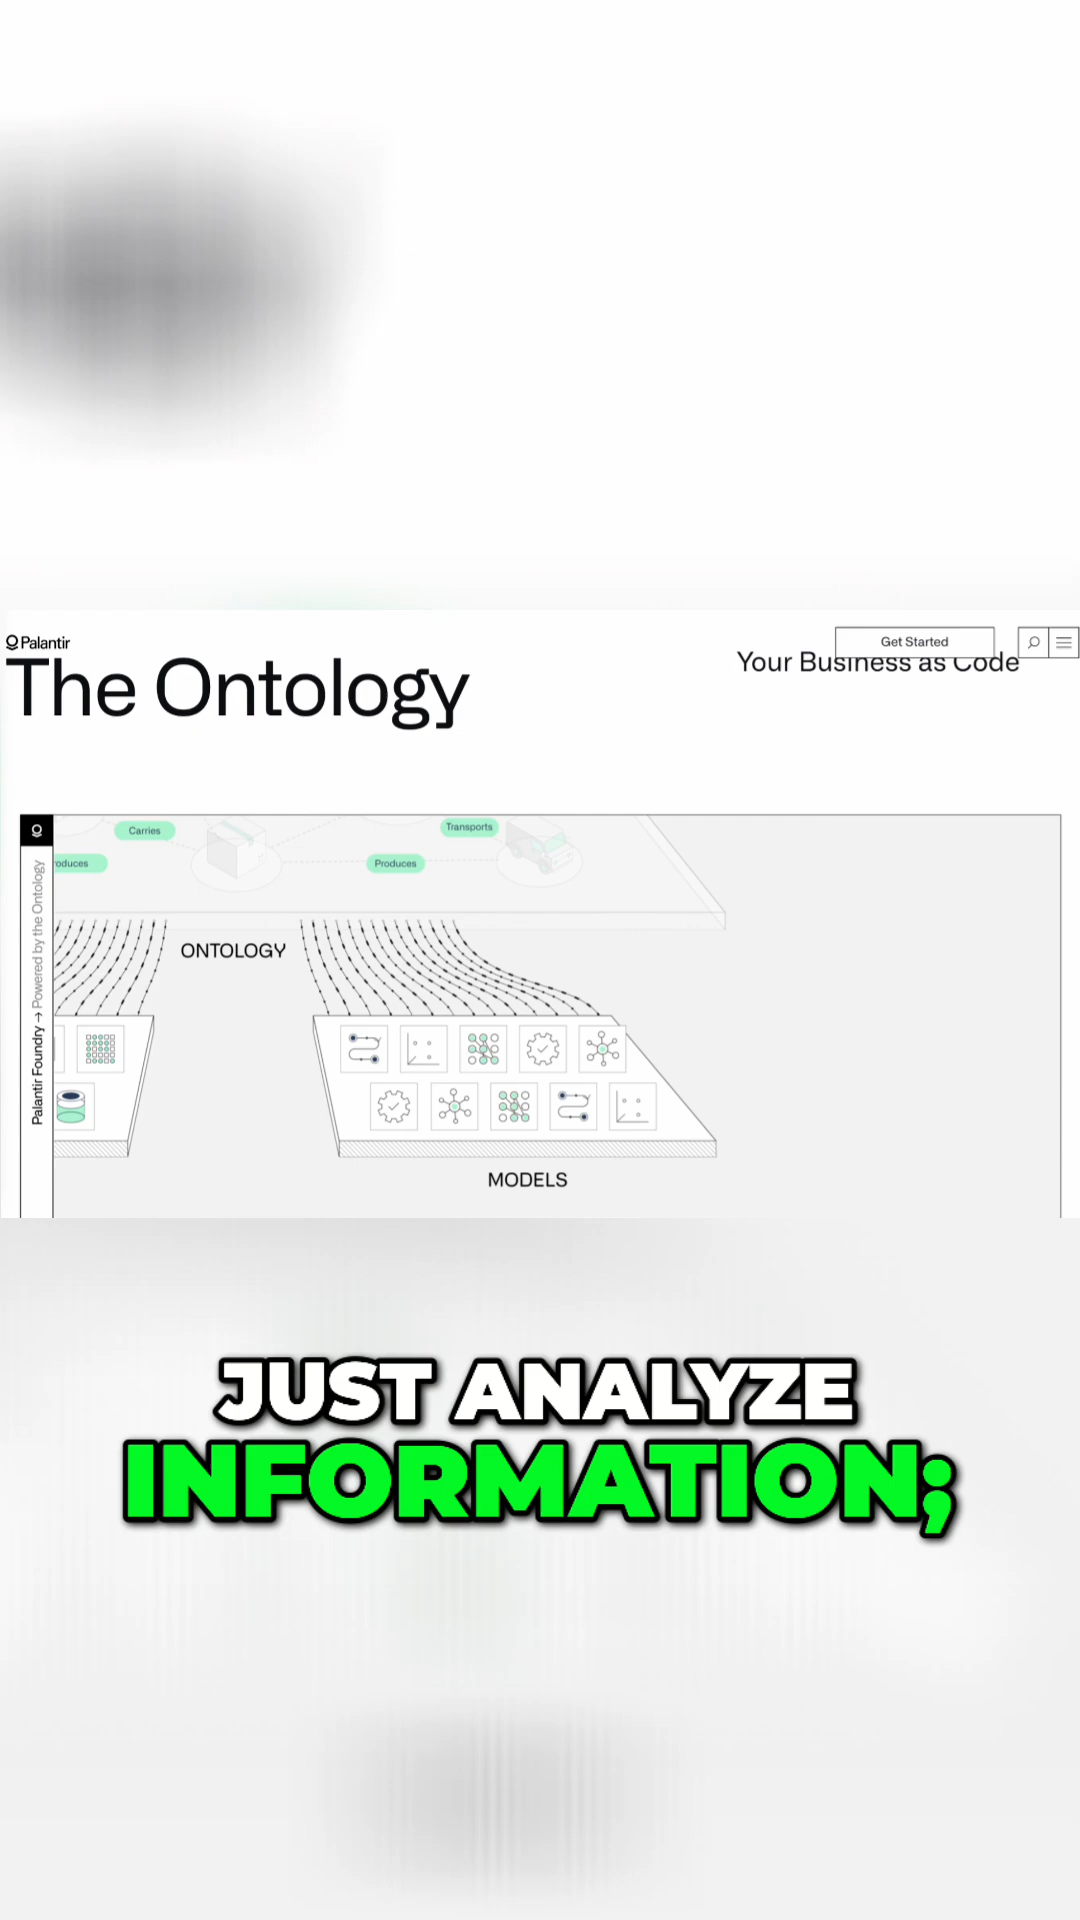 Palantir
Get Started
The Ontology
Your Business as Code
Carries
Transports
oduces
Produces
Palantir Foundry → Powered by the Ontology
ONTOLOGY
MODELS
JUST ANALYZE
INFORMATION;